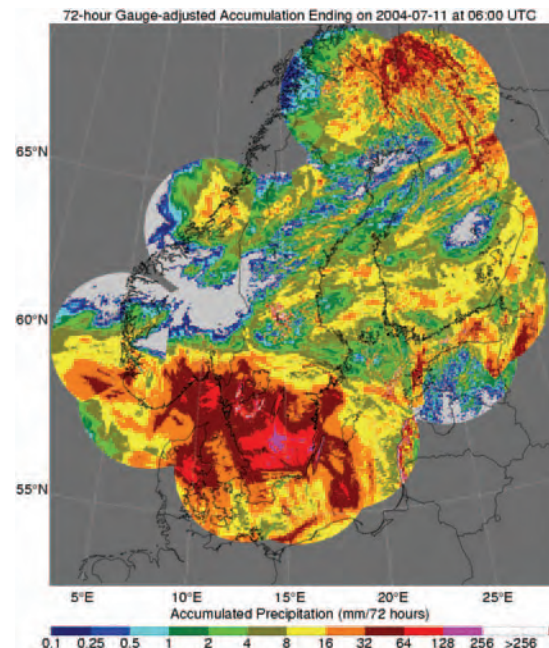 72-hour Gauge-adjusted Accumulation Ending on 2004-07-11 at 06:00 UTC
65°N
60°N
55°N
5°E 10°E 15°E 20°E 25°E
Accumulated Precipitation (mm/72 hours)
0.1 0.25 0.5 1 2 4 8 16 32 64 128 256 >256